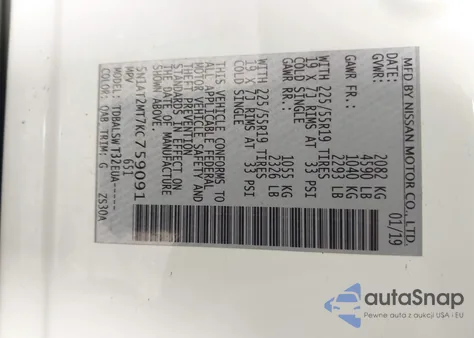 MFD BY NISSAN MOTOR CO., LTD.
DATE: 01/19
GVWR: 2082 KG
4590 LB
GAWR FR: 1040 KG
2293 LB
WITH 225/55R19 TIRES
19 X 7J RIMS AT 33 PSI
COLD SINGLE
GAWR RR: 1055 KG
2326 LB
WITH 225/55R19 TIRES
19 X 7J RIMS AT 33 PSI
COLD SINGLE
THIS VEHICLE CONFORMS TO
ALL APPLICABLE FEDERAL
MOTOR VEHICLE SAFETY AND
THEFT PREVENTION
STANDARDS IN EFFECT ON
THE DATE OF MANUFACTURE
SHOWN ABOVE.
5N1AT2MT7KC759091
MPV 651
MODEL: TDBALSWT32EUA-----
COLOR: QAB TRIM: G ZS30A
autoSnap
Pewne auta z aukcji USA i EU